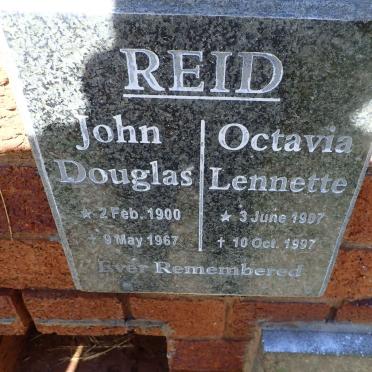 REID
John
Douglas
★ 2 Feb. 1900
✝ 9 May 1967
Octavia
Lennette
★ 3 June 1907
✝ 10 Oct. 1997
Ever Remembered